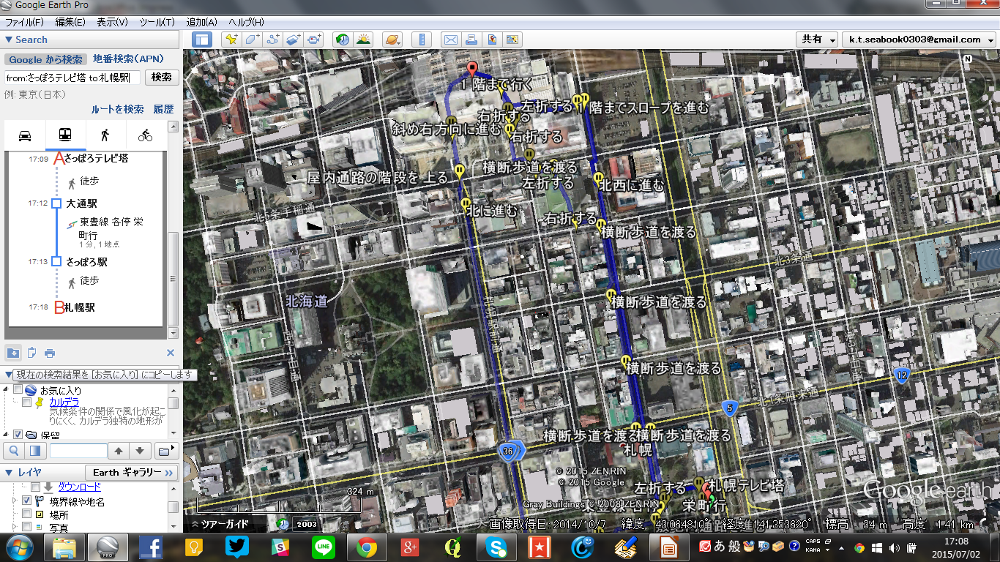 Google Earth Pro
ファイル(F) 編集(E) 表示(V) ツール(T) 追加(A) ヘルプ(H)
Search
共有
k.t.seabook0303@gmail.com
Google から検索 地番検索(APN)
from:さっぽろテレビ塔 to:札幌駅
検索
例: 東京(日本)
ルートを検索 履歴
17:09 A さっぽろテレビ塔
徒歩
17:12 大通駅
東豊線 各停 栄
町行
1 分, 1 地点
17:13 さっぽろ駅
徒歩
17:18 B 札幌駅
現在の検索結果を [お気に入り] にコピーします
お気に入り
カルデラ
気候条件の関係で風化が起こ
りにくく、カルデラ独特の地形が
保留
レイヤ
Earth ギャラリー
ダウンロード
境界線や地名
場所
写真
N
1 階まで行く
左折する
1 階までスロープを進む
右折する
斜め右方向に進む
右折する
横断歩道を渡る
屋内通路の階段を 上る
左折する
北西に進む
北に進む
北5条手稲通
右折する
横断歩道を渡る
北3条通
北海道
横断歩道を渡る
札幌駅前通
横断歩道を渡る
12
北1条雁来通
5
横断歩道を渡る
横断歩道を渡る
36
札幌
© 2015 ZENRIN
© 2015 Google
左折する
札幌テレビ塔
324 m
Gray Buildings © 2008 ZENRIN
東豊線 各停
栄町行
Google earth
ツアーガイド
2003
画像取得日: 2014/10/7 緯度 43.064810° 経度 141.353620° 標高 34 m 高度 1.41 km
PRO
LINE
あ 般
CAPS
KANA
17:08
2015/07/02